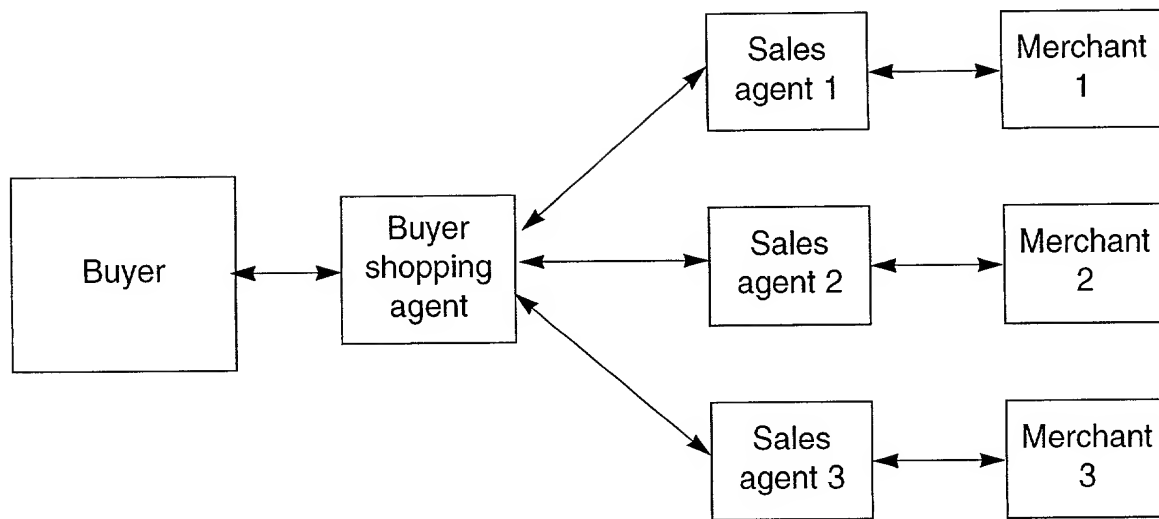 Buyer
Buyer
shopping
agent
Sales
agent 1
Merchant
1
Sales
agent 2
Merchant
2
Sales
agent 3
Merchant
3